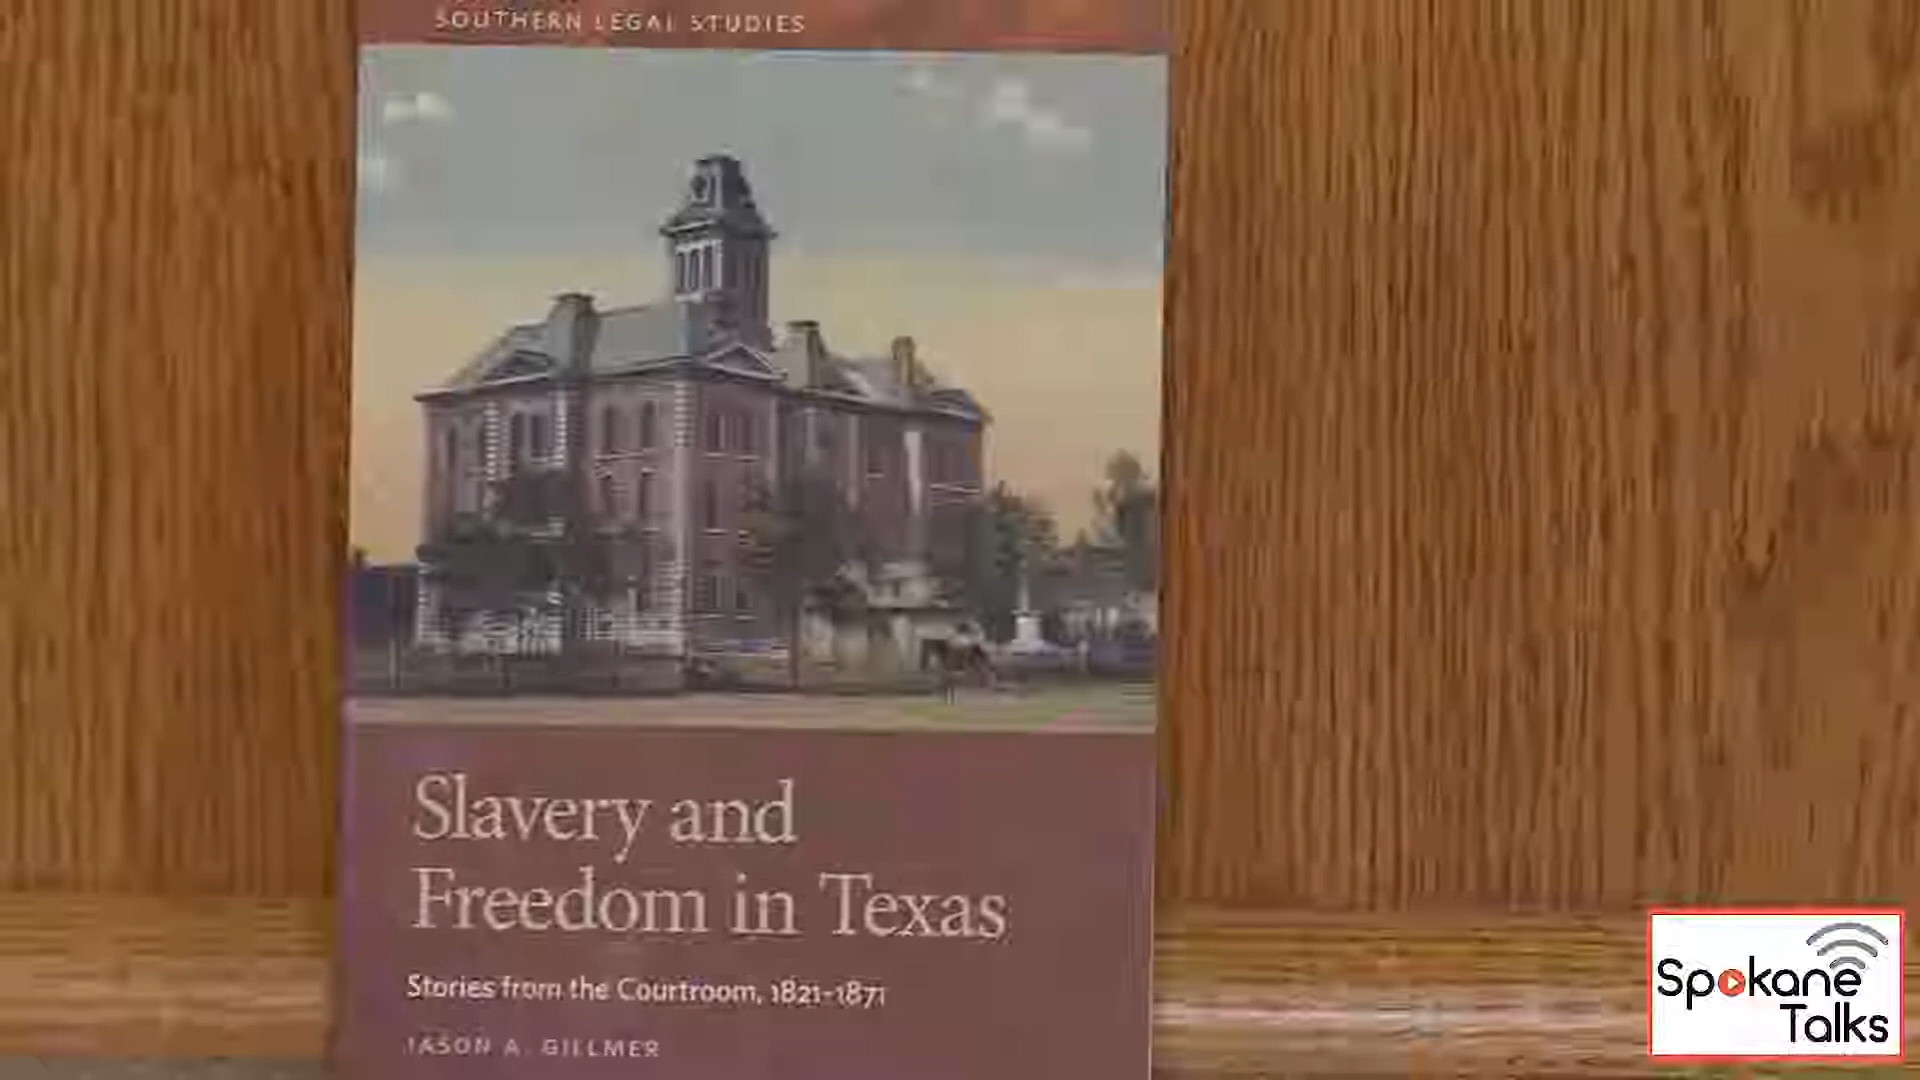 SOUTHERN LEGAL STUDIES
Slavery and
Freedom in Texas
Stories from the Courtroom, 1821–1871
JASON A. GILLMER
Spokane
Talks